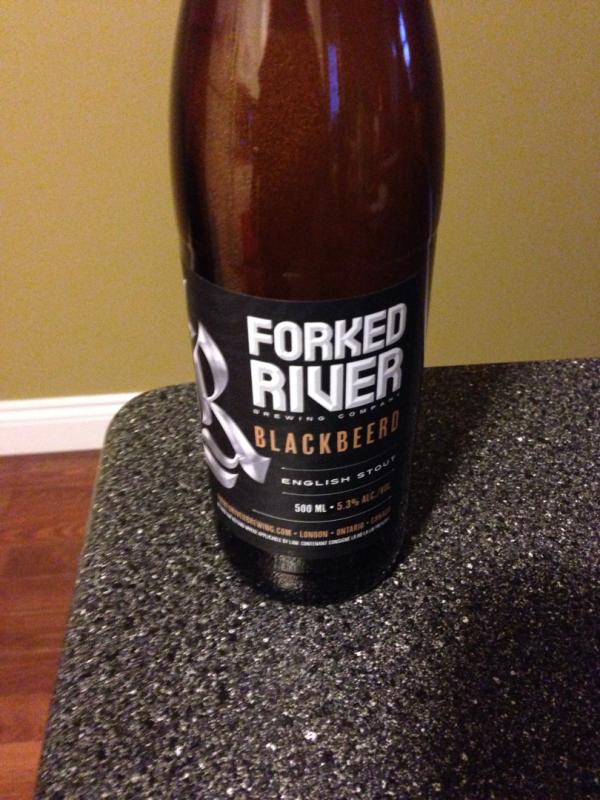 FORKED
RIVER
BREWING COMPANY
BLACKBEERD
ENGLISH STOUT
500 ML • 5.3% ALC./VOL.
LONDON • ONTARIO • CANADA